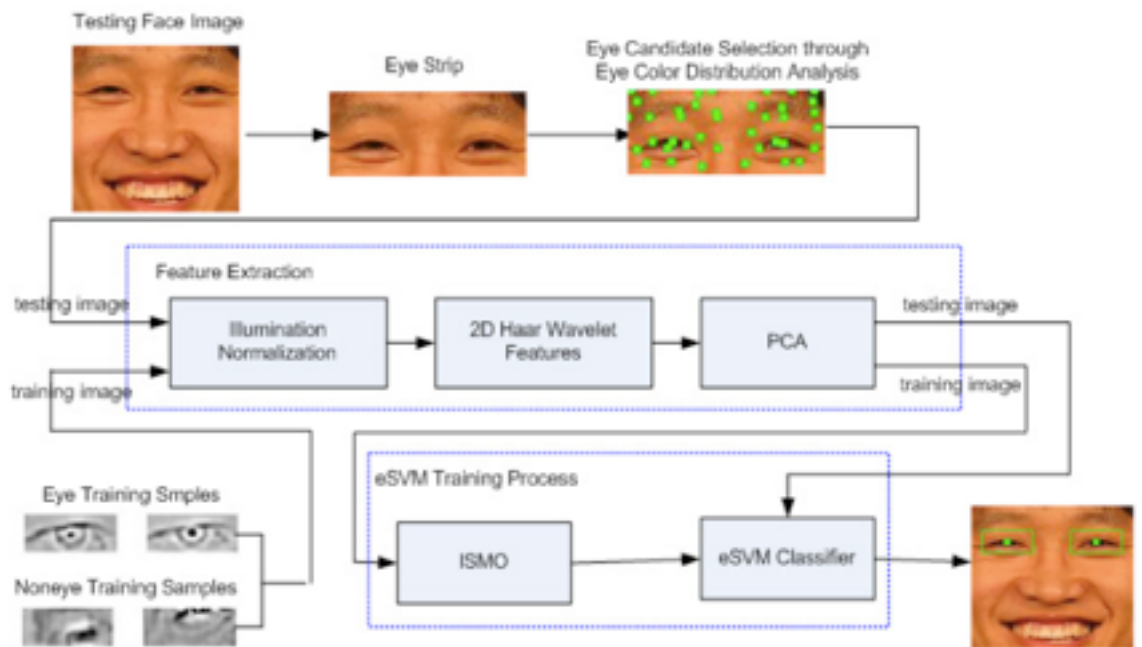 Testing Face Image
Eye Strip
Eye Candidate Selection through
Eye Color Distribution Analysis
Feature Extraction
testing image
training image
Illumination
Normalization
2D Haar Wavelet
Features
PCA
testing image
training image
eSVM Training Process
Eye Training Smples
Noneye Training Samples
ISMO
eSVM Classifier